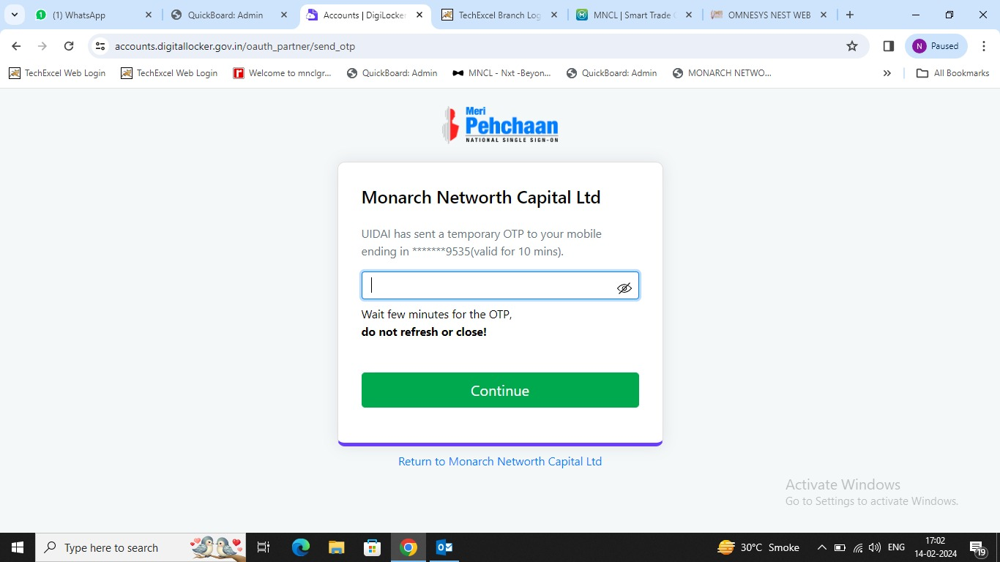 (1) WhatsApp
QuickBoard: Admin
Accounts | DigiLocker
TechExcel Branch Log
MNCL | Smart Trade
OMNESYS NEST WEB
accounts.digitallocker.gov.in/oauth_partner/send_otp
N Paused
TechExcel Web Login
TechExcel Web Login
Welcome to mnclgr...
QuickBoard: Admin
MNCL - Nxt -Beyon...
QuickBoard: Admin
MONARCH NETWO...
All Bookmarks
Meri
Pehchaan
NATIONAL SINGLE SIGN-ON
Monarch Networth Capital Ltd
UIDAI has sent a temporary OTP to your mobile
ending in *******9535(valid for 10 mins).
Wait few minutes for the OTP,
do not refresh or close!
Continue
Return to Monarch Networth Capital Ltd
Activate Windows
Go to Settings to activate Windows.
Type here to search
30°C Smoke
ENG
17:02
14-02-2024
19